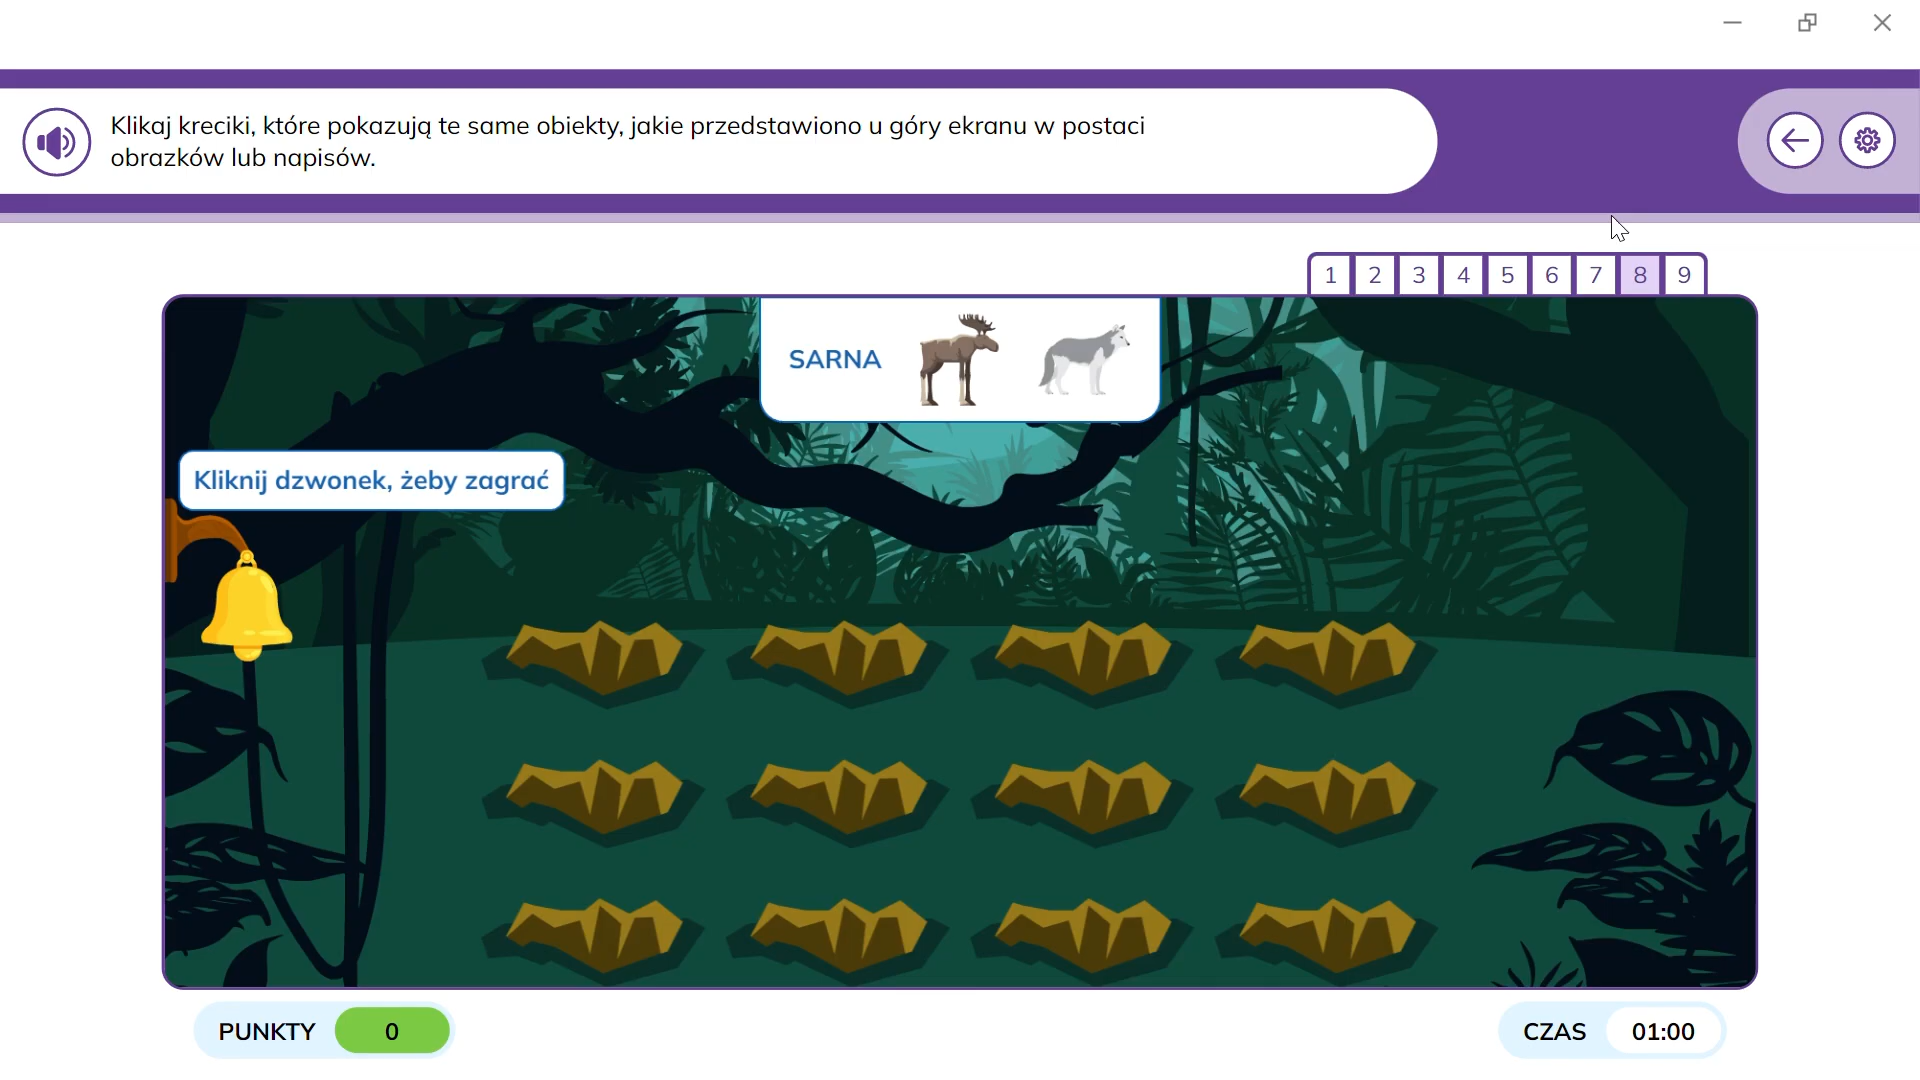 Klikaj kreciki, które pokazują te same obiekty, jakie przedstawiono u góry ekranu w postaci
obrazków lub napisów.
1 2 3 4 5 6 7 8 9
SARNA
Kliknij dzwonek, żeby zagrać
PUNKTY 0
CZAS 01:00